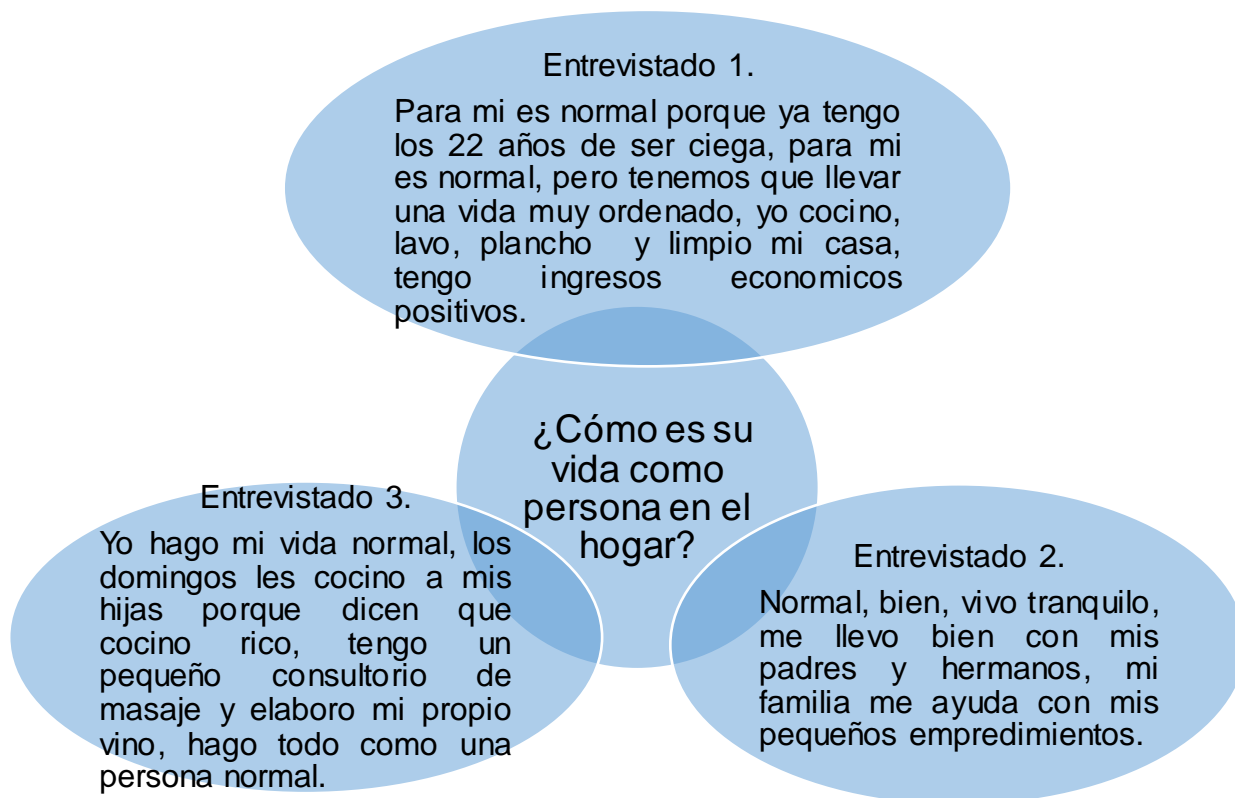 Entrevistado 1.
Para mi es normal porque ya tengo
los 22 años de ser ciega, para mi
es normal, pero tenemos que llevar
una vida muy ordenado, yo cocino,
lavo, plancho y limpio mi casa,
tengo ingresos economicos
positivos.
¿Cómo es su
vida como
persona en el
hogar?
Entrevistado 2.
Normal, bien, vivo tranquilo,
me llevo bien con mis
padres y hermanos, mi
familia me ayuda con mis
pequeños empredimientos.
Entrevistado 3.
Yo hago mi vida normal, los
domingos les cocino a mis
hijas porque dicen que
cocino rico, tengo un
pequeño consultorio de
masaje y elaboro mi propio
vino, hago todo como una
persona normal.